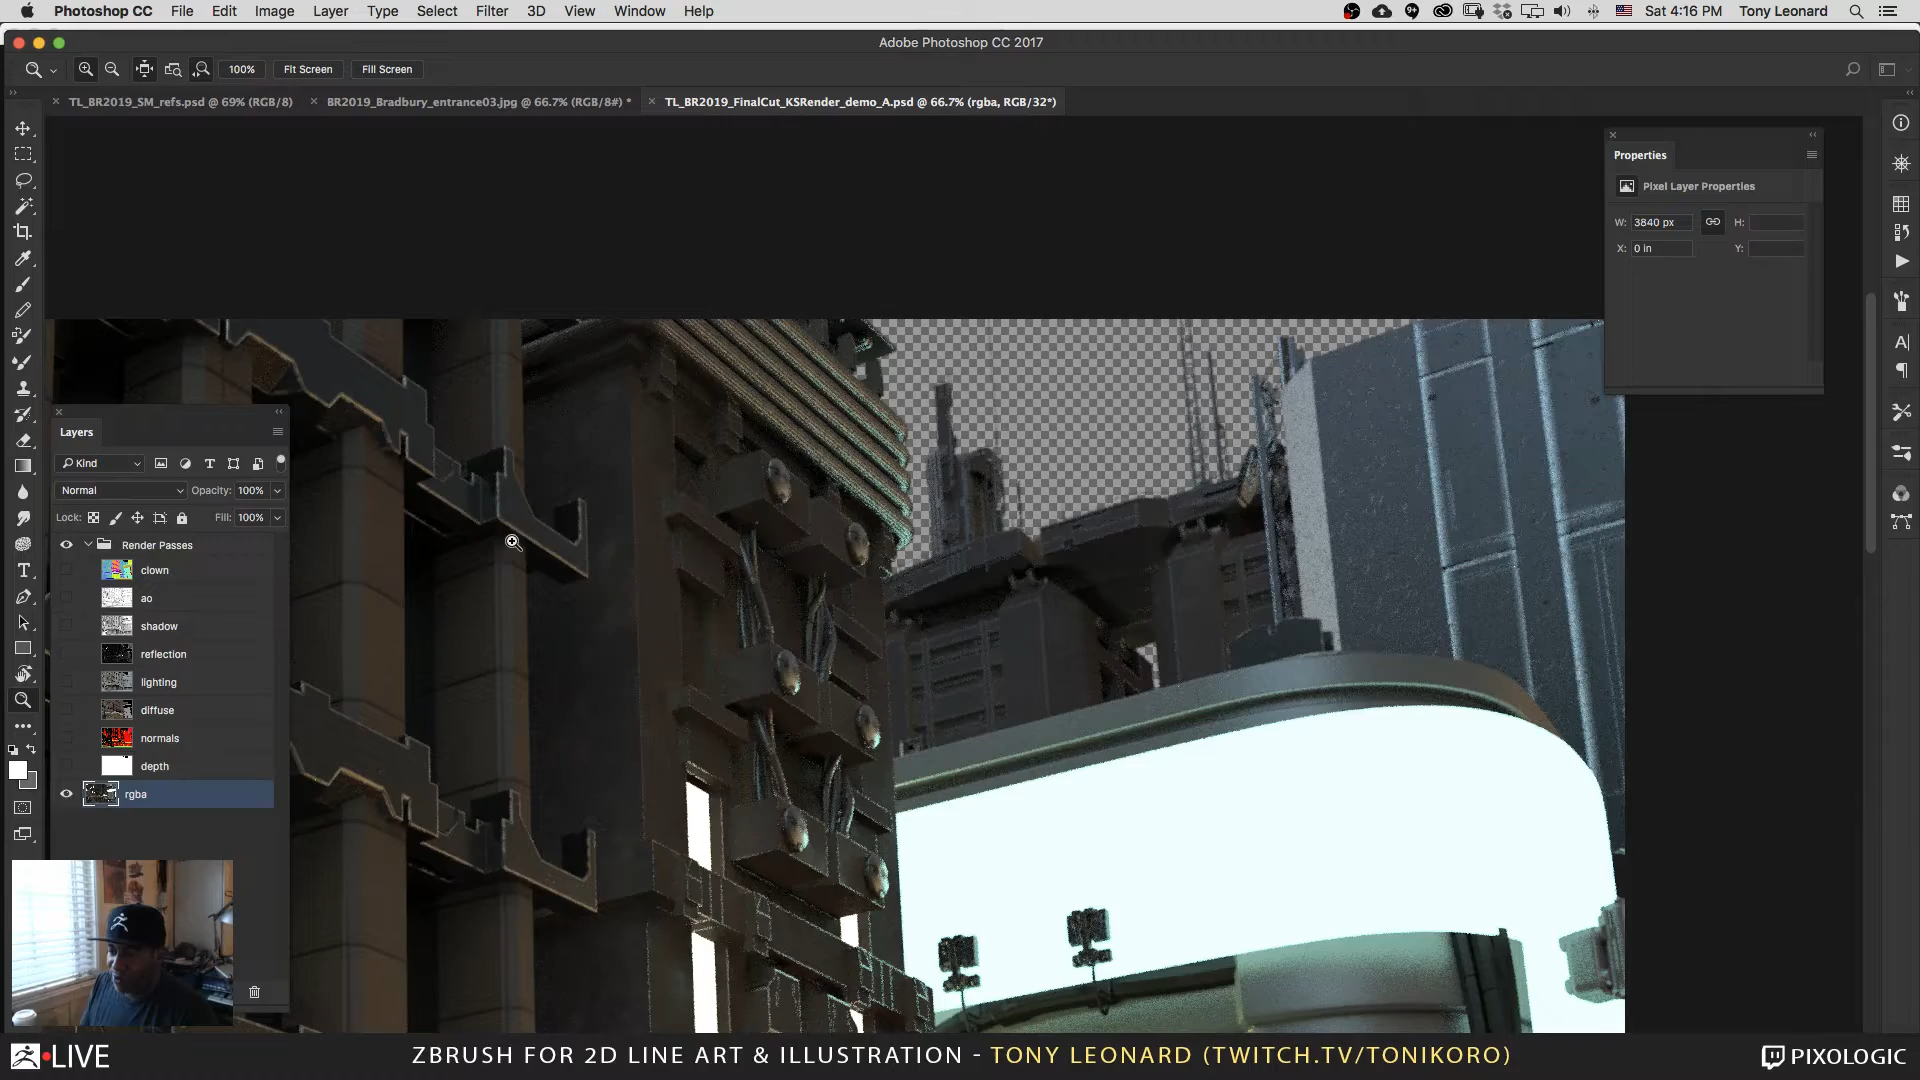 Photoshop CC File Edit Image Layer Type Select Filter 3D View Window Help Sat 4:16 PM Tony Leonard
Adobe Photoshop CC 2017
100% Fit Screen Fill Screen
TL_BR2019_SM_refs.psd @ 69% (RGB/8) BR2019_Bradbury_entrance03.jpg @ 66.7% (RGB/8#) * TL_BR2019_FinalCut_KSRender_demo_A.psd @ 66.7% (rgba, RGB/32*)
Properties
Pixel Layer Properties
W: 3840 px H:
X: 0 in Y:
Layers
Kind
Normal Opacity: 100%
Lock: Fill: 100%
Render Passes
clown
ao
shadow
reflection
lighting
diffuse
normals
depth
rgba
LIVE ZBRUSH FOR 2D LINE ART & ILLUSTRATION - TONY LEONARD (TWITCH.TV/TONIKORO) PIXOLOGIC